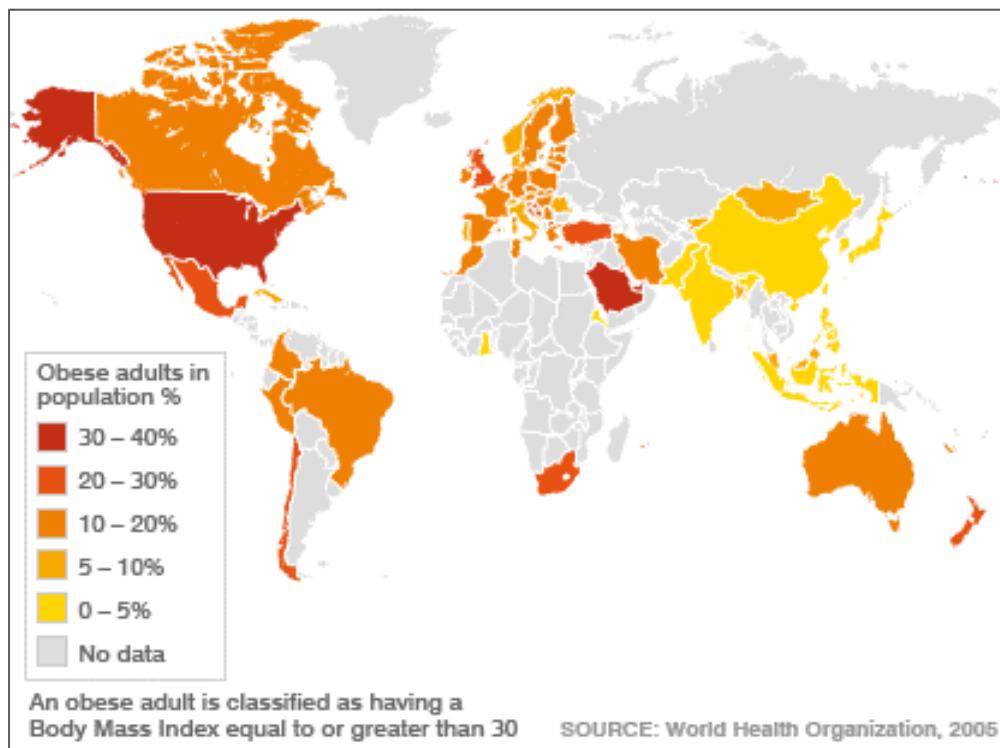 Obese adults in
population %
30 – 40%
20 – 30%
10 – 20%
5 – 10%
0 – 5%
No data
An obese adult is classified as having a
Body Mass Index equal to or greater than 30
SOURCE: World Health Organization, 2005